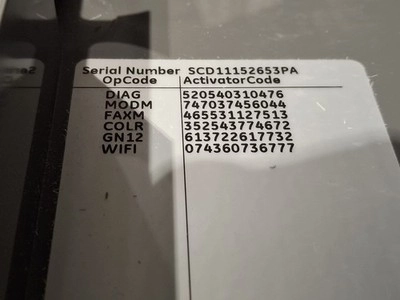 Serial Number SCD11152653PA
OpCode ActivatorCode
DIAG 520540310476
MODM 747037456044
FAXM 465531127513
COLR 352543774672
GN12 613722617732
WIFI 074360736777